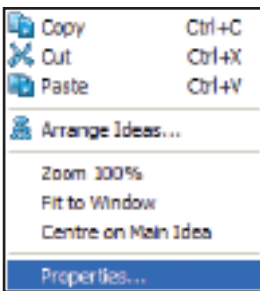 Copy Ctrl+C
Cut Ctrl+X
Paste Ctrl+V
Arrange Ideas...
Zoom 100%
Fit to Window
Centre on Main Idea
Properties...